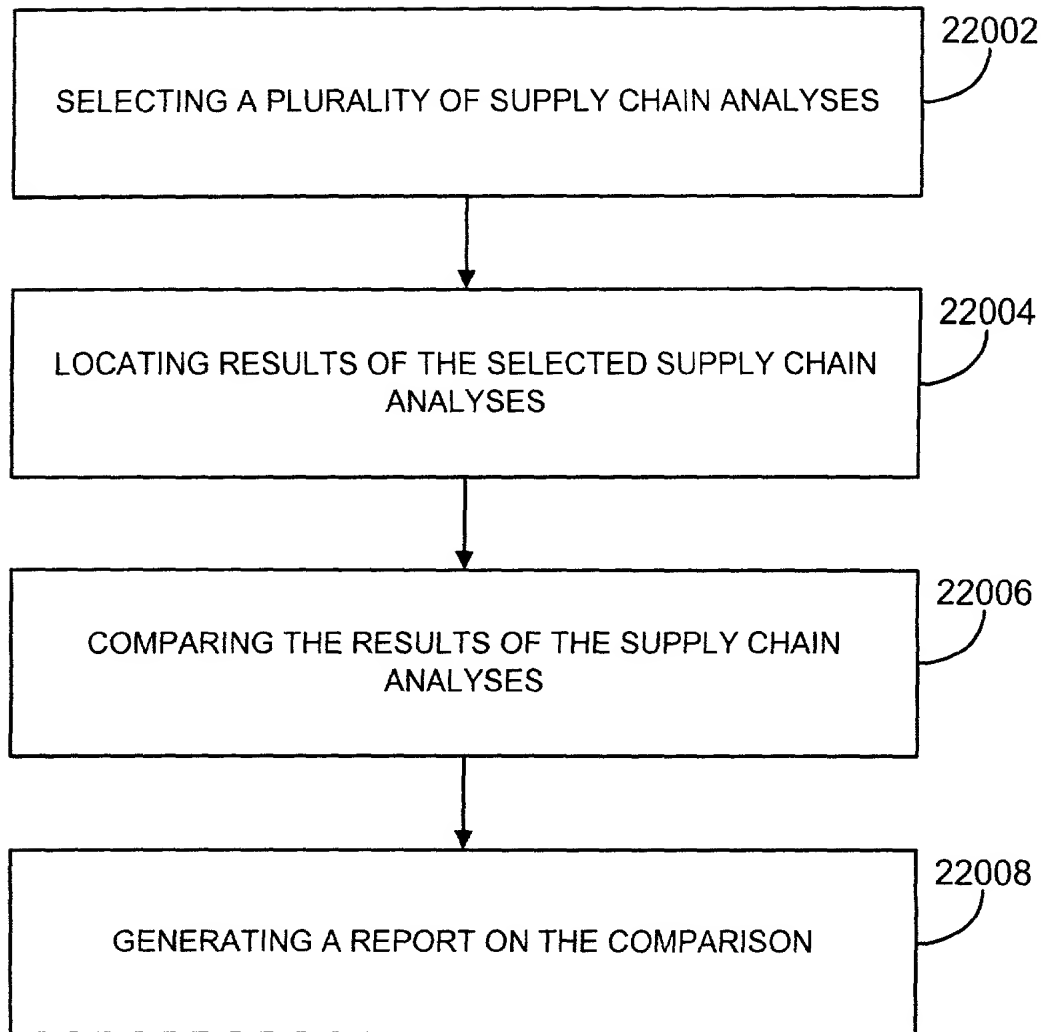 22002
SELECTING A PLURALITY OF SUPPLY CHAIN ANALYSES
22004
LOCATING RESULTS OF THE SELECTED SUPPLY CHAIN
ANALYSES
22006
COMPARING THE RESULTS OF THE SUPPLY CHAIN
ANALYSES
22008
GENERATING A REPORT ON THE COMPARISON